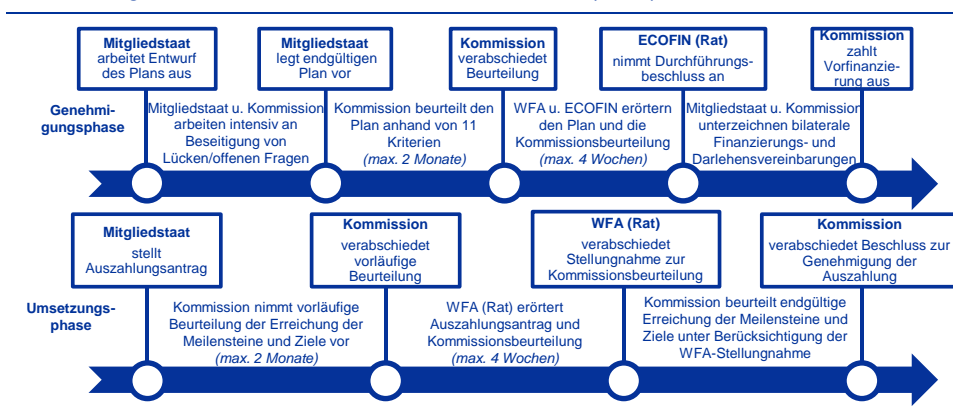 Mitgliedstaat
arbeitet Entwurf
des Plans aus
Mitgliedstaat
legt endgültigen
Plan vor
Kommission
verabschiedet
Beurteilung
ECOFIN (Rat)
nimmt Durchführungs-
beschluss an
Kommission
zahlt
Vorfinanzie-
rung aus
Genehmi-
gungsphase
Mitgliedstaat u. Kommission
arbeiten intensiv an
Beseitigung von
Lücken/offenen Fragen
Kommission beurteilt den
Plan anhand von 11
Kriterien
(max. 2 Monate)
WFA u. ECOFIN erörtern
den Plan und die
Kommissionsbeurteilung
(max. 4 Wochen)
Mitgliedstaat u. Kommission
unterzeichnen bilaterale
Finanzierungs- und
Darlehensvereinbarungen
Mitgliedstaat
stellt
Auszahlungsantrag
Kommission
verabschiedet
vorläufige
Beurteilung
WFA (Rat)
verabschiedet
Stellungnahme zur
Kommissionsbeurteilung
Kommission
verabschiedet Beschluss zur
Genehmigung der
Auszahlung
Umsetzungs-
phase
Kommission nimmt vorläufige
Beurteilung der Erreichung der
Meilensteine und Ziele vor
(max. 2 Monate)
WFA (Rat) erörtert
Auszahlungsantrag und
Kommissionsbeurteilung
(max. 4 Wochen)
Kommission beurteilt endgültige
Erreichung der Meilensteine und
Ziele unter Berücksichtigung der
WFA-Stellungnahme